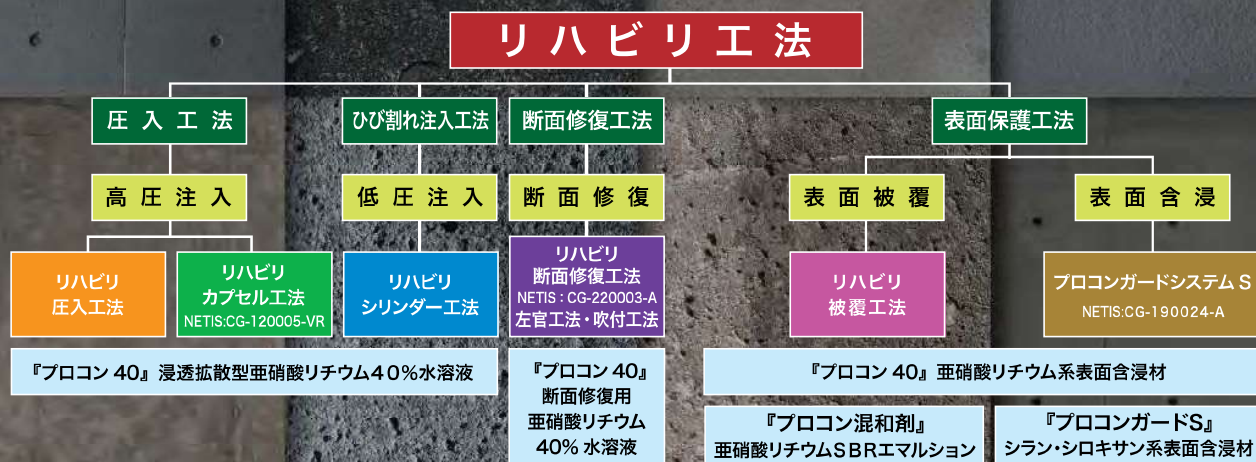 リハビリ工法
圧入工法
ひび割れ注入工法
断面修復工法
表面保護工法
高圧注入
低圧注入
断面修復
表面被覆
表面含浸
リハビリ
圧入工法
リハビリ
カプセル工法
NETIS:CG-120005-VR
リハビリ
シリンダー工法
リハビリ
断面修復工法
NETIS：CG-220003-A
左官工法・吹付工法
リハビリ
被覆工法
プロコンガードシステムS
NETIS:CG-190024-A
『プロコン40』浸透拡散型亜硝酸リチウム40%水溶液
『プロコン40』
断面修復用
亜硝酸リチウム
40%水溶液
『プロコン40』亜硝酸リチウム系表面含浸材
『プロコン混和剤』
亜硝酸リチウムSBRエマルション
『プロコンガードS』
シラン・シロキサン系表面含浸材